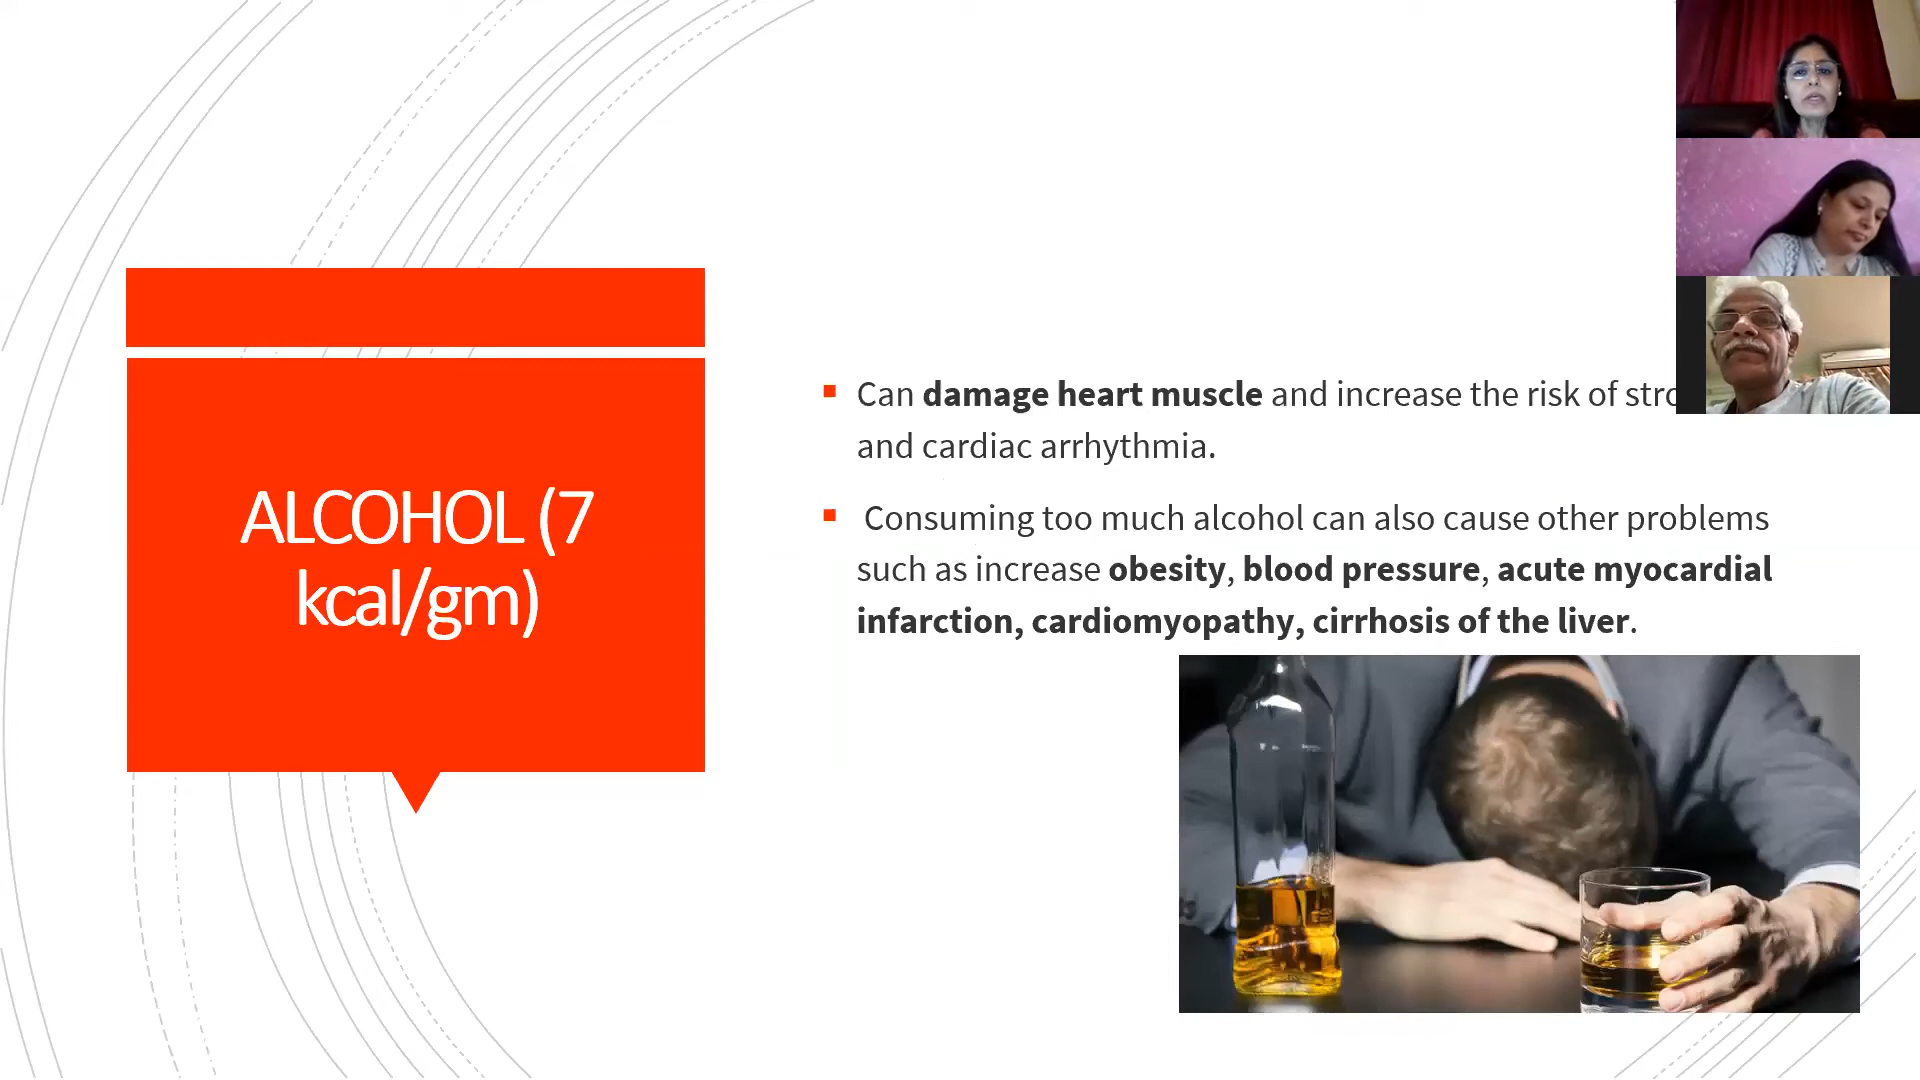 ALCOHOL (7
kcal/gm)
Can damage heart muscle and increase the risk of
and cardiac arrhythmia.
Consuming too much alcohol can also cause other problems
such as increase obesity, blood pressure, acute myocardial
infarction, cardiomyopathy, cirrhosis of the liver.